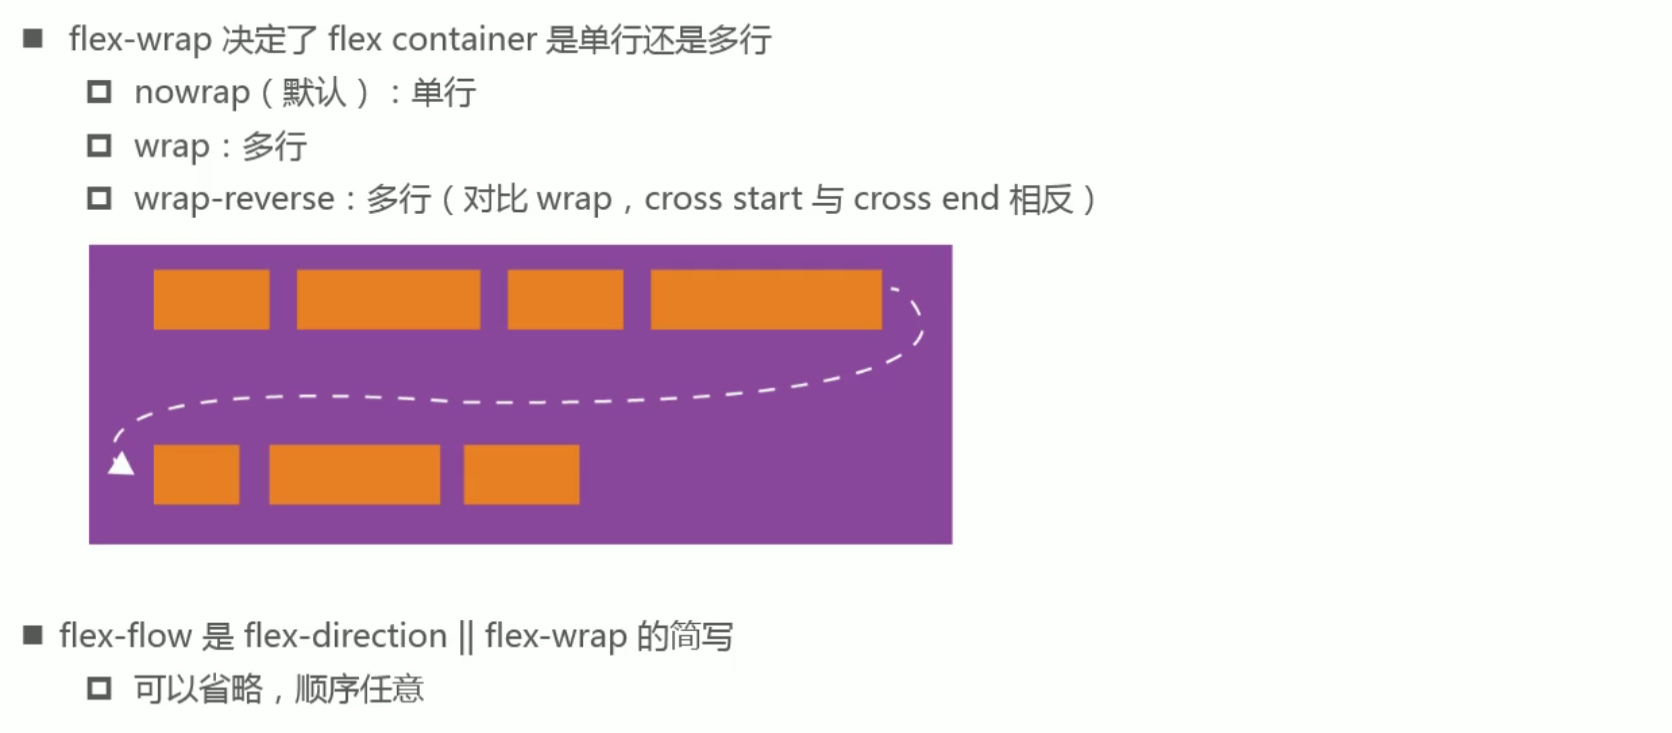 flex-wrap 决定了 flex container 是单行还是多行
nowrap（默认）：单行
wrap：多行
wrap-reverse：多行（对比 wrap，cross start 与 cross end 相反）
flex-flow 是 flex-direction || flex-wrap 的简写
可以省略，顺序任意